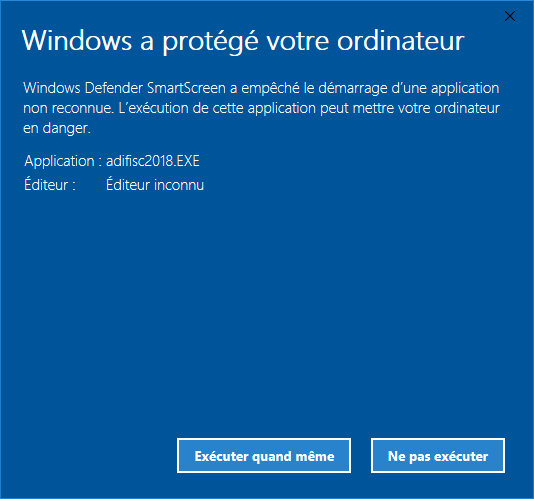 Windows a protégé votre ordinateur
Windows Defender SmartScreen a empêché le démarrage d'une application
non reconnue. L'exécution de cette application peut mettre votre ordinateur
en danger.
Application : adifisc2018.EXE
Éditeur : Éditeur inconnu
Exécuter quand même Ne pas exécuter